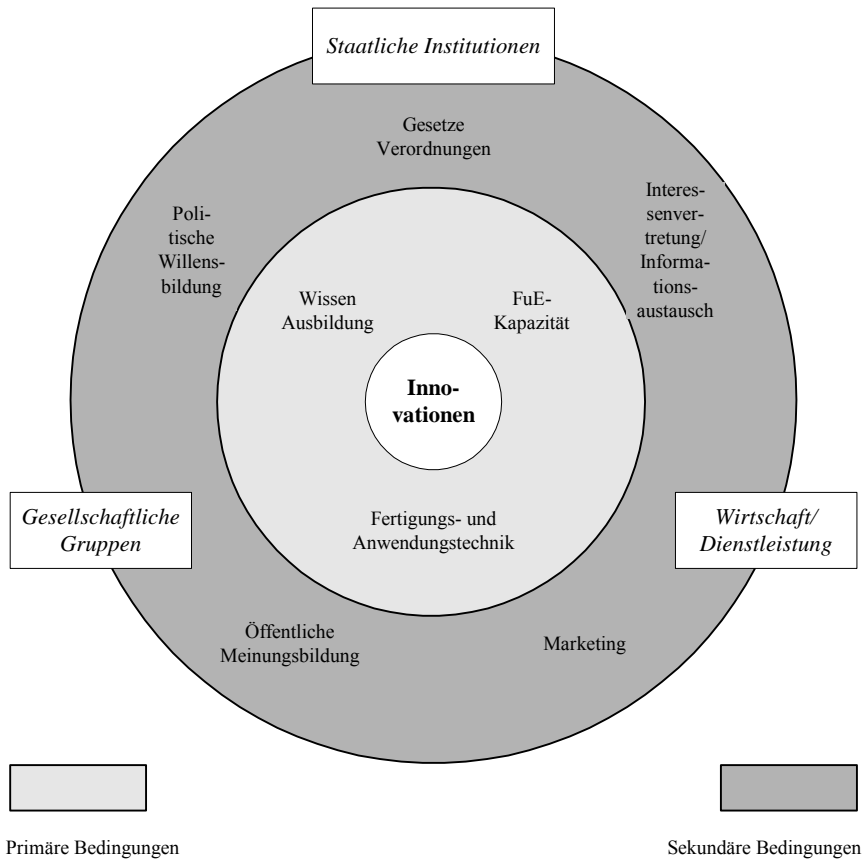 Staatliche Institutionen
Gesetze
Verordnungen
Interes-
senver-
tretung/
Informa-
tions-
austausch
Poli-
tische
Willens-
bildung
Wissen
Ausbildung
FuE-
Kapazität
Inno-
vationen
Gesellschaftliche
Gruppen
Fertigungs- und
Anwendungstechnik
Wirtschaft/
Dienstleistung
Öffentliche
Meinungsbildung
Marketing
Primäre Bedingungen
Sekundäre Bedingungen